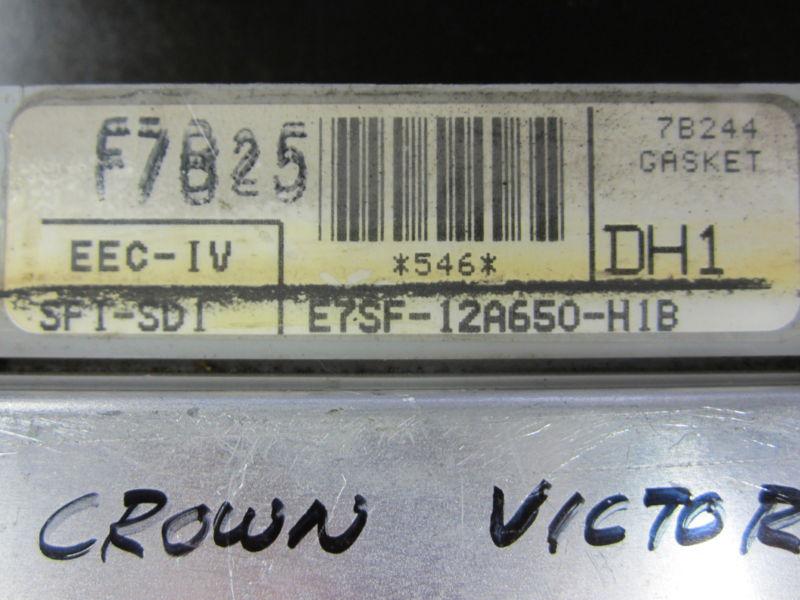 F7B25
7B244
GASKET
EEC-IV
*546*
DH1
SFI-SDI
E7SF-12A650-H1B
CROWN VICTOR